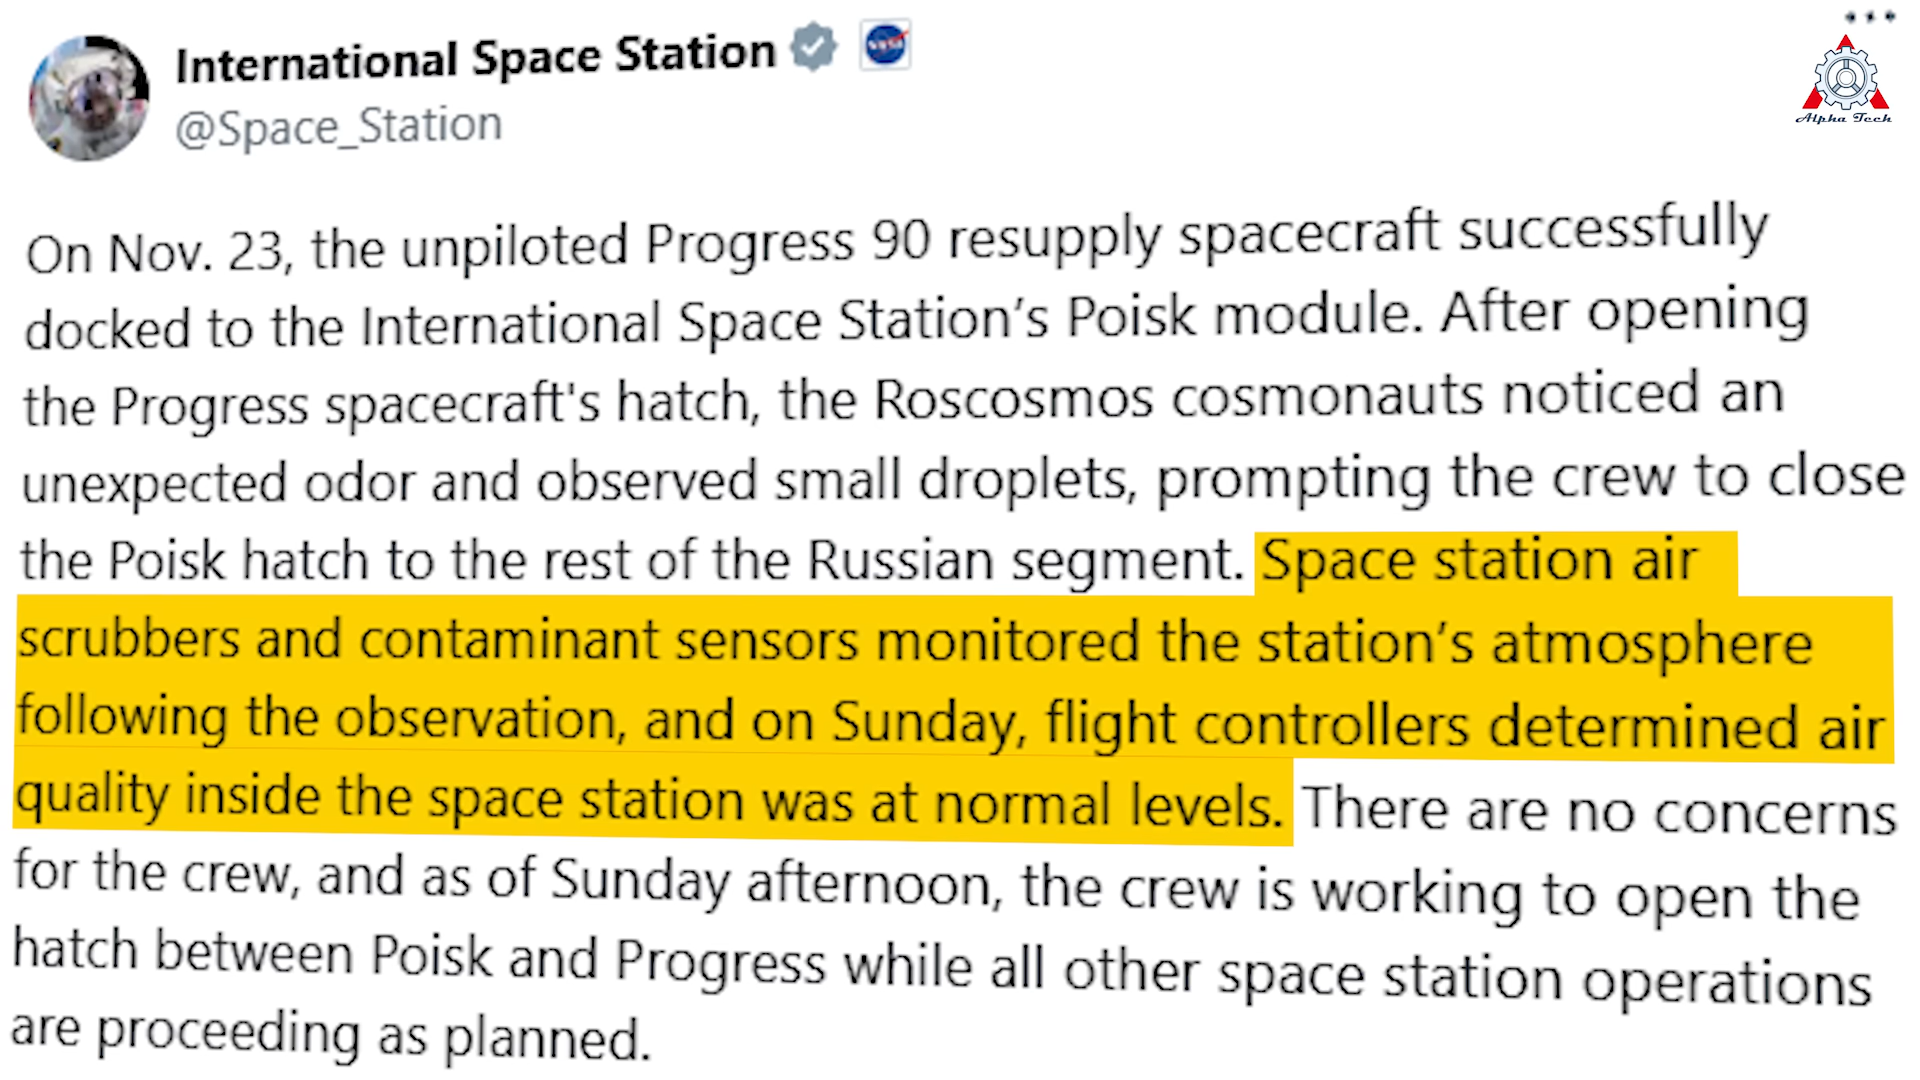 International Space Station
NASA
@Space_Station
Alpha Tech
On Nov. 23, the unpiloted Progress 90 resupply spacecraft successfully
docked to the International Space Station’s Poisk module. After opening
the Progress spacecraft's hatch, the Roscosmos cosmonauts noticed an
unexpected odor and observed small droplets, prompting the crew to close
the Poisk hatch to the rest of the Russian segment. Space station air
scrubbers and contaminant sensors monitored the station’s atmosphere
following the observation, and on Sunday, flight controllers determined air
quality inside the space station was at normal levels. There are no concerns
for the crew, and as of Sunday afternoon, the crew is working to open the
hatch between Poisk and Progress while all other space station operations
are proceeding as planned.